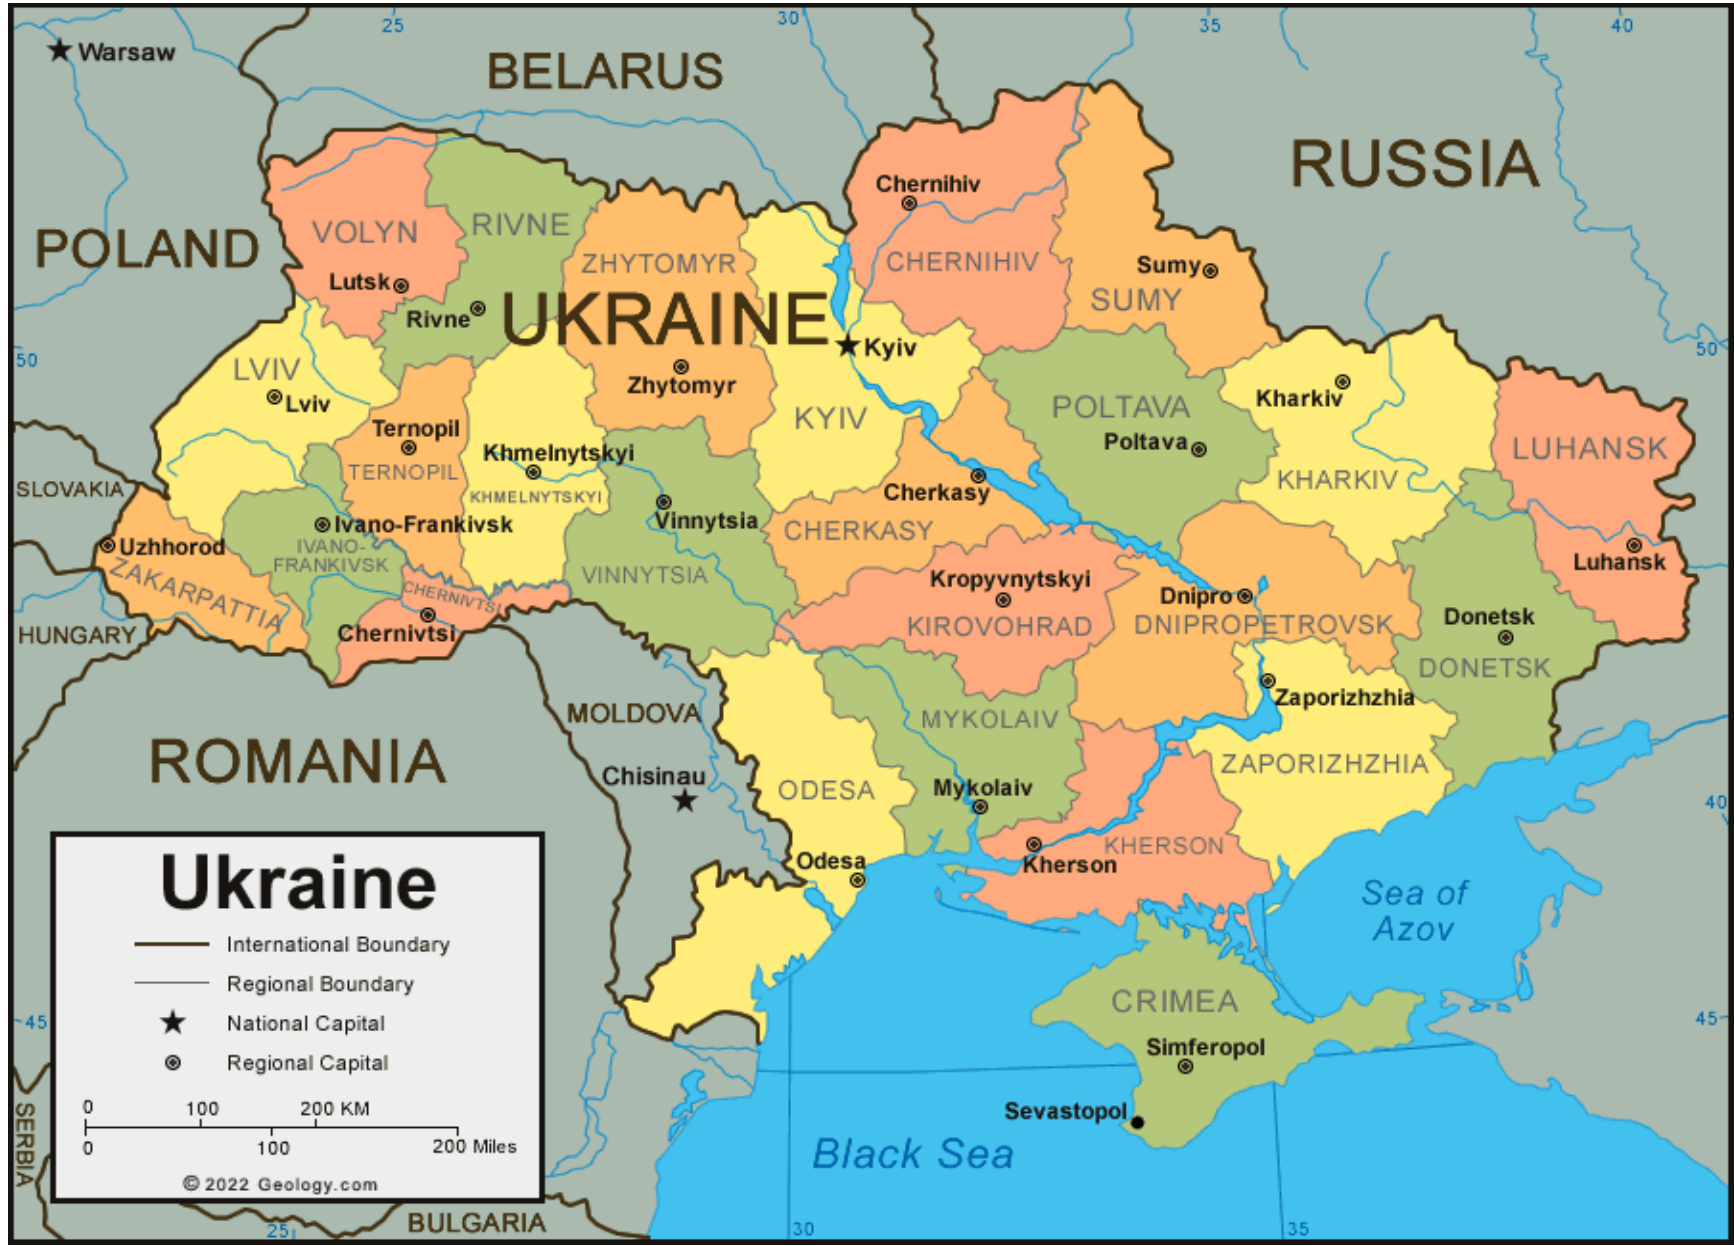 25
30
35
40
Warsaw
BELARUS
RUSSIA
POLAND
Chernihiv
VOLYN
RIVNE
ZHYTOMYR
CHERNIHIV
Sumy
SUMY
Lutsk
Rivne
UKRAINE
Kyiv
50
50
LVIV
Lviv
Zhytomyr
KYIV
POLTAVA
Poltava
Kharkiv
KHARKIV
LUHANSK
Ternopil
TERNOPIL
Khmelnytskyi
KHMELNYTSKYI
SLOVAKIA
Cherkasy
CHERKASY
Vinnytsia
VINNYTSIA
Ivano-Frankivsk
IVANO-
FRANKIVSK
Uzhhorod
ZAKARPATTIA
CHERNIVTSI
Chernivtsi
HUNGARY
Kropyvnytskyi
KIROVOHRAD
Dnipro
DNIPROPETROVSK
Luhansk
Donetsk
DONETSK
Zaporizhzhia
ZAPORIZHZHIA
MOLDOVA
MYKOLAIV
Mykolaiv
ROMANIA
Chisinau
ODESA
Odesa
KHERSON
Kherson
40
Sea of
Azov
45
45
CRIMEA
Simferopol
Sevastopol
Black Sea
SERBIA
BULGARIA
25
30
35
Ukraine
International Boundary
Regional Boundary
National Capital
Regional Capital
0 100 200 KM
0 100 200 Miles
© 2022 Geology.com